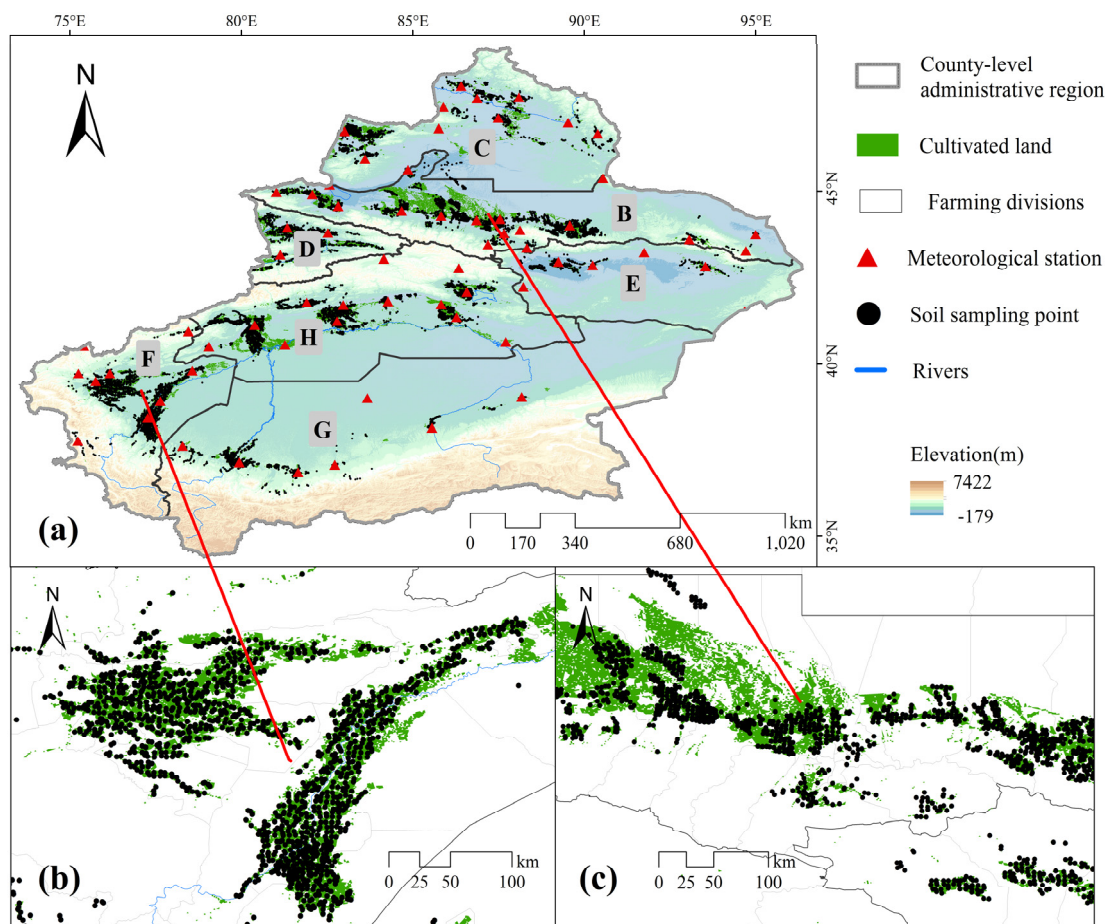 75°E 80°E 85°E 90°E 95°E
N
County-level
administrative region
Cultivated land
Farming divisions
Meteorological station
Soil sampling point
Rivers
Elevation(m)
7422
-179
45°N
40°N
35°N
C
B
D
E
H
F
G
(a)
km
0 170 340 680 1,020
N
(b)
km
0 25 50 100
N
(c)
km
0 25 50 100